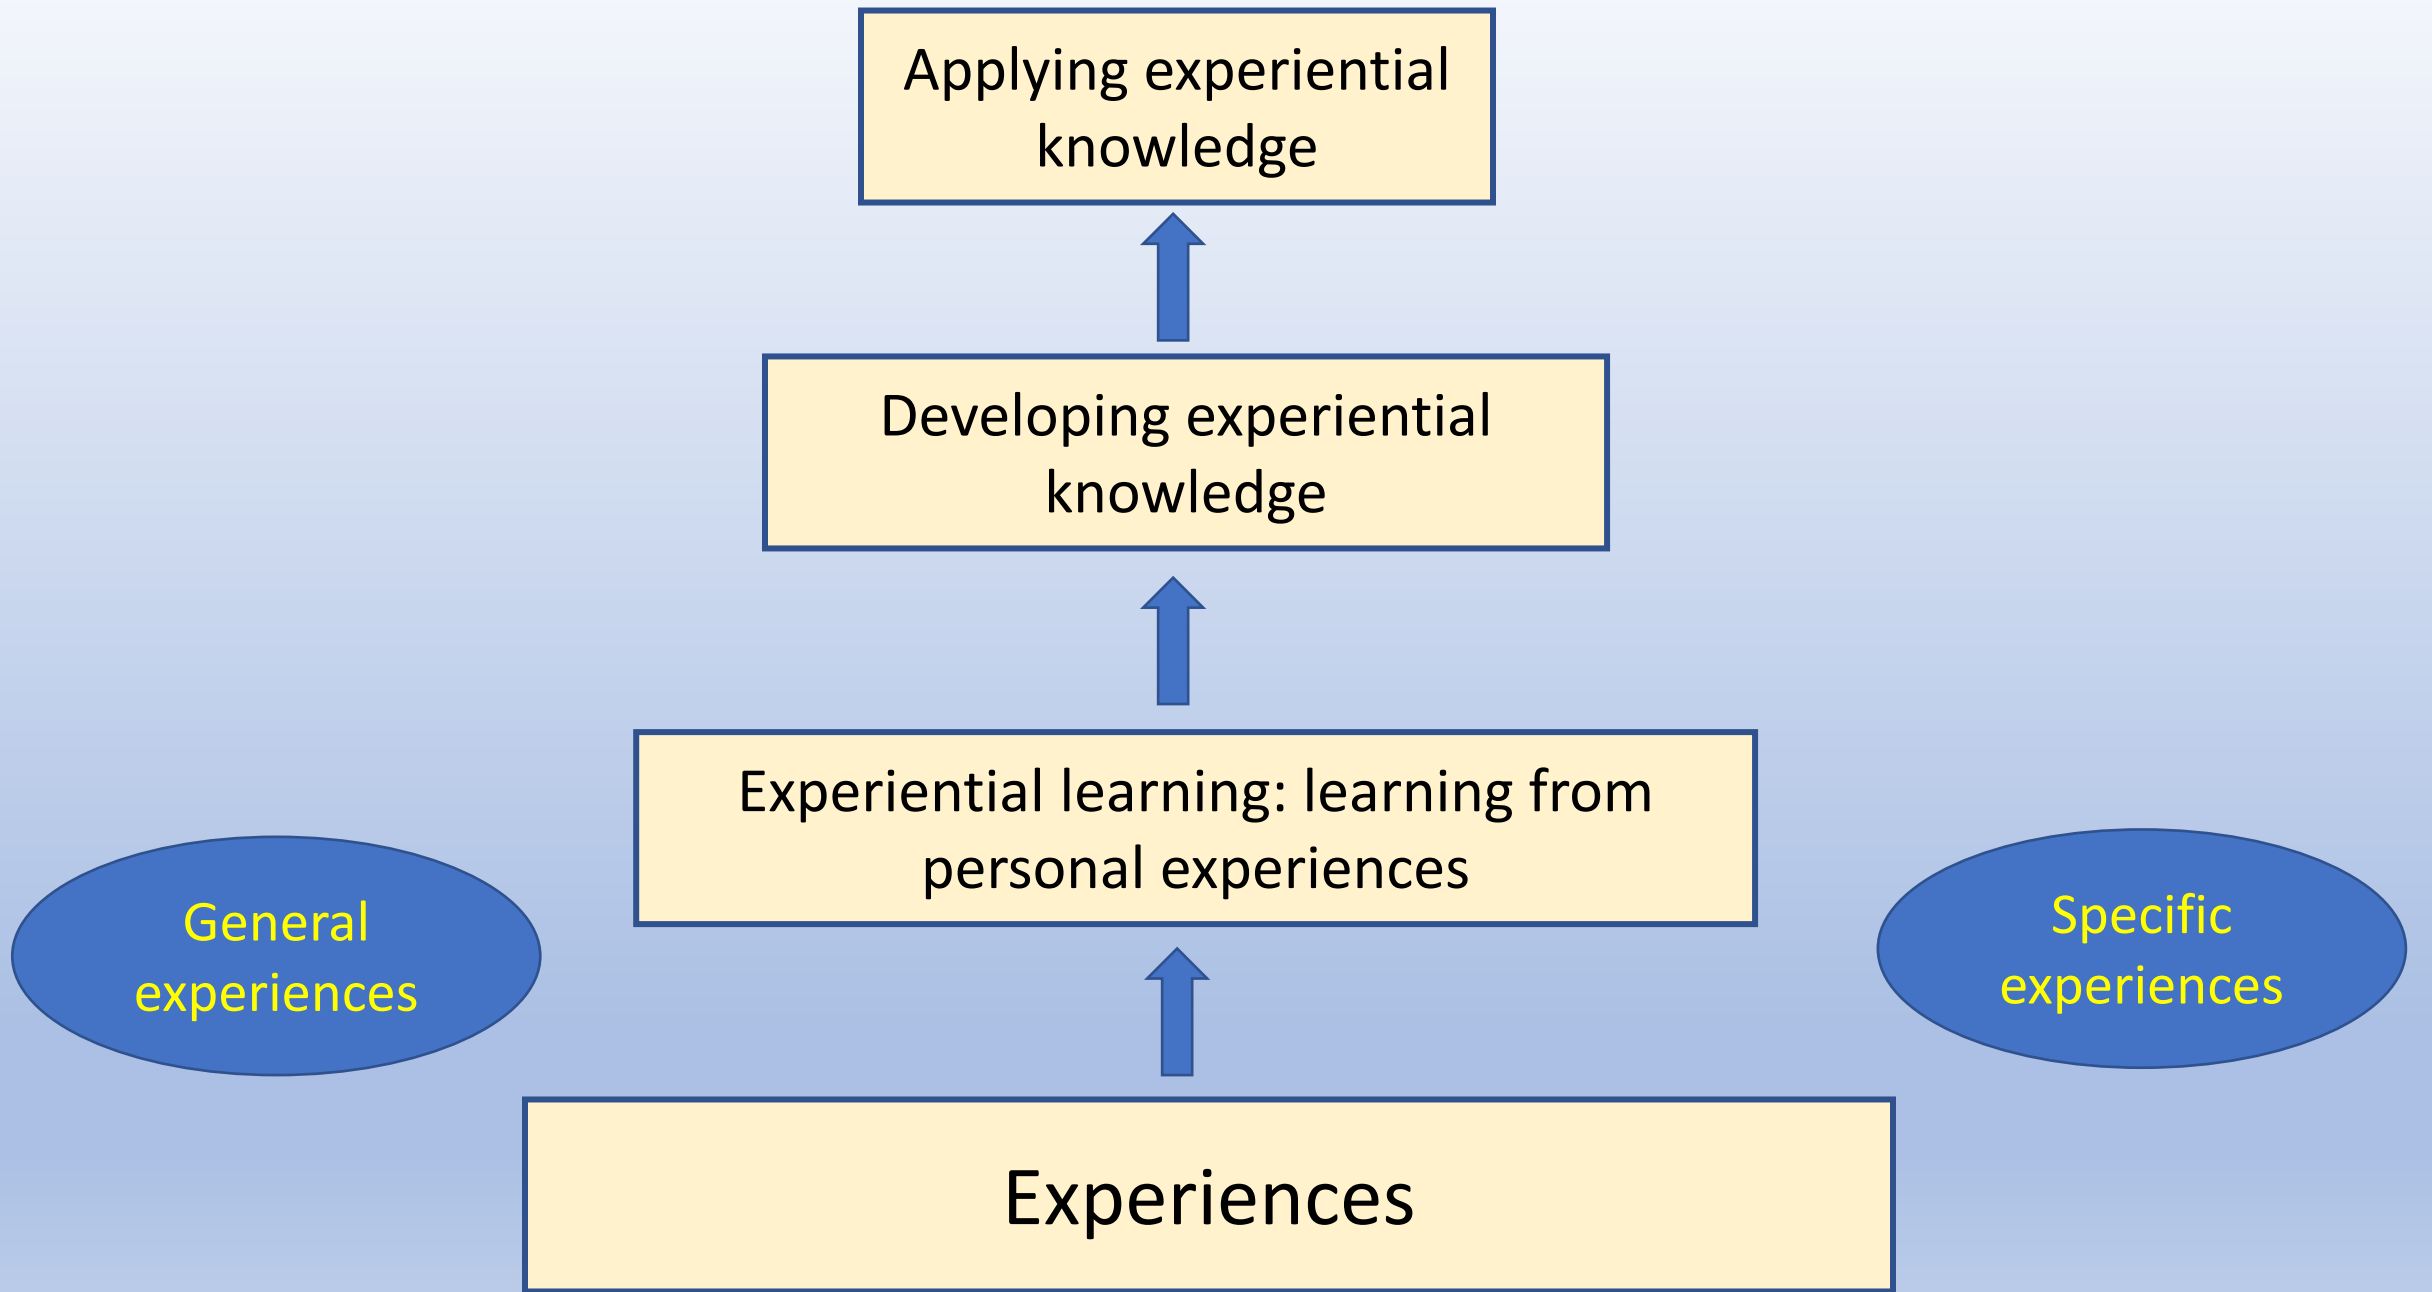 Applying experiential
knowledge
Developing experiential
knowledge
Experiential learning: learning from
personal experiences
General
experiences
Specific
experiences
Experiences